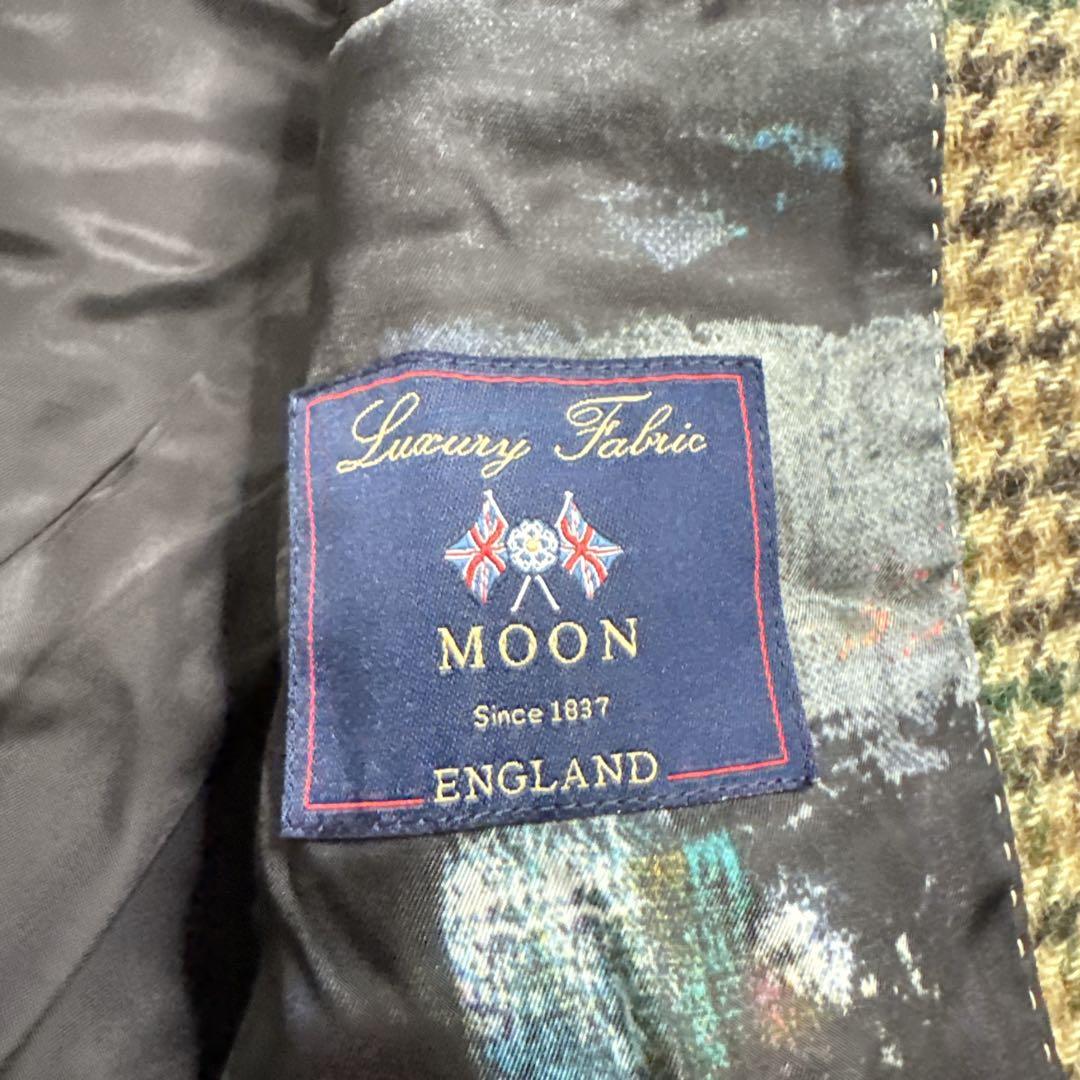 Luxury Fabric
MOON
Since 1837
ENGLAND